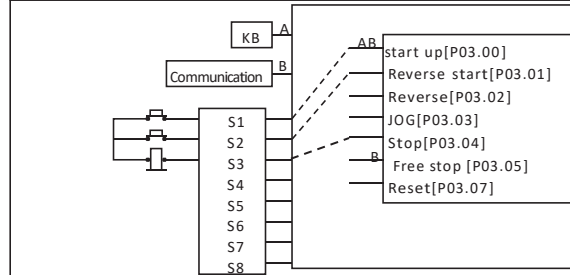 KB
A
Communication
B
S1
S2
S3
S4
S5
S6
S7
S8
AB
start up[P03.00]
Reverse start[P03.01]
Reverse[P03.02]
JOG[P03.03]
Stop[P03.04]
B
Free stop [P03.05]
Reset[P03.07]